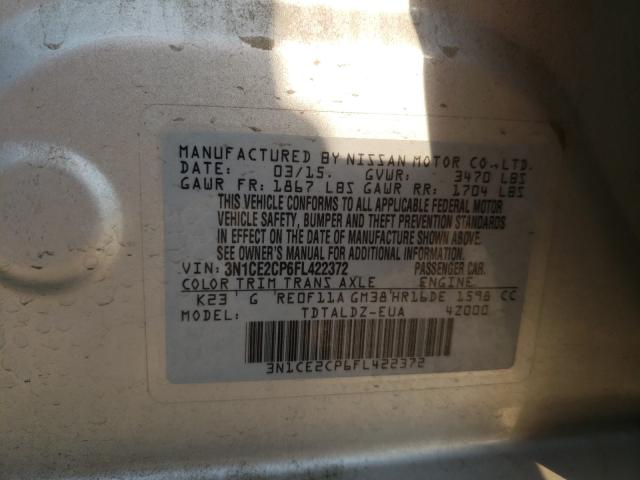 MANUFACTURED BY NISSAN MOTOR CO.,LTD.
DATE: 03/15. GVWR: 3470 LBS
GAWR FR: 1867 LBS GAWR RR: 1704 LBS
THIS VEHICLE CONFORMS TO ALL APPLICABLE FEDERAL MOTOR
VEHICLE SAFETY, BUMPER AND THEFT PREVENTION STANDARDS
IN EFFECT ON THE DATE OF MANUFACTURE SHOWN ABOVE.
SEE OWNER'S MANUAL FOR ADDITIONAL INFORMATION.
VIN: 3N1CE2CP6FL422372 PASSENGER CAR.
COLOR TRIM TRANS AXLE ENGINE
K23 ' G ' RE0F11A GM38'HR16DE 1598 CC
MODEL: TDTALDZ-EUA 4Z000
3N1CE2CP6FL422372